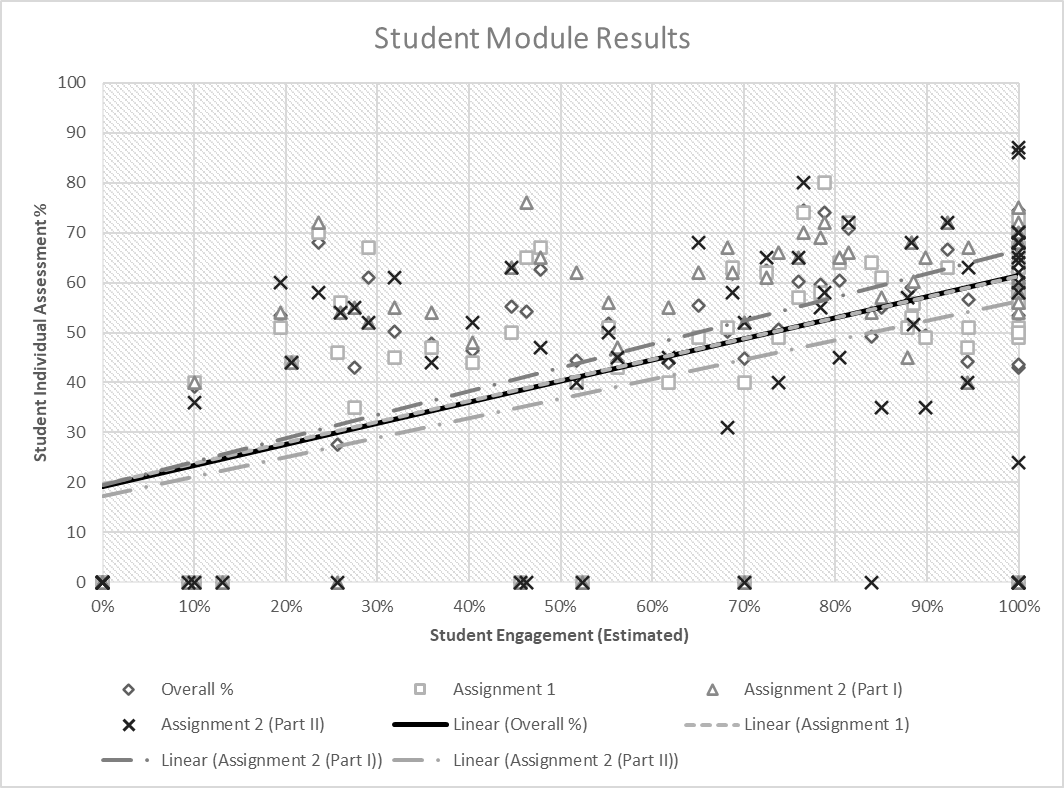 Student Module Results
100
90
80
70
60
50
40
30
20
10
0
Student Individual Assessment %
0% 10% 20% 30% 40% 50% 60% 70% 80% 90% 100%
Student Engagement (Estimated)
Overall % Assignment 1 Assignment 2 (Part I)
Assignment 2 (Part II) Linear (Overall %) Linear (Assignment 1)
Linear (Assignment 2 (Part I)) Linear (Assignment 2 (Part II))